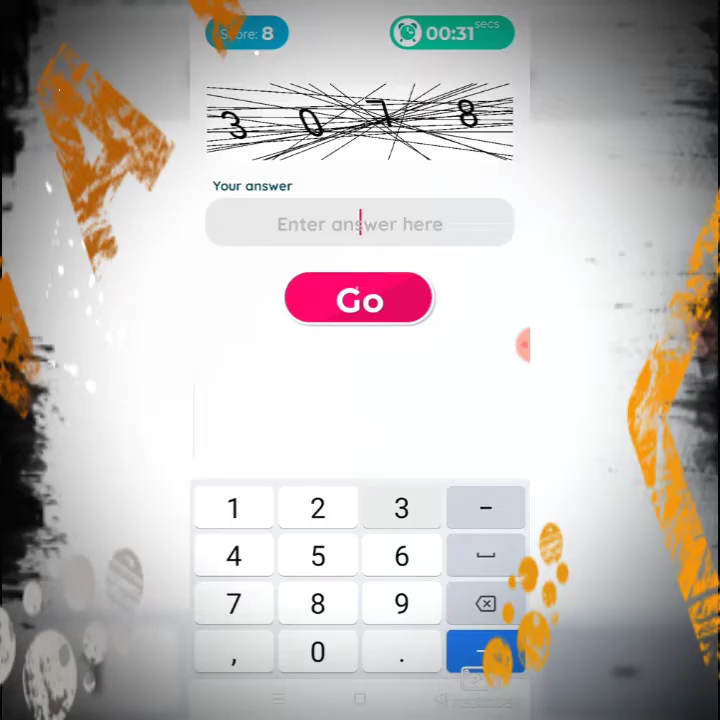 Score: 8
00:31 secs
3 0 7 8
Your answer
Enter answer here
Go
1 2 3 -
4 5 6
7 8 9
, 0 .